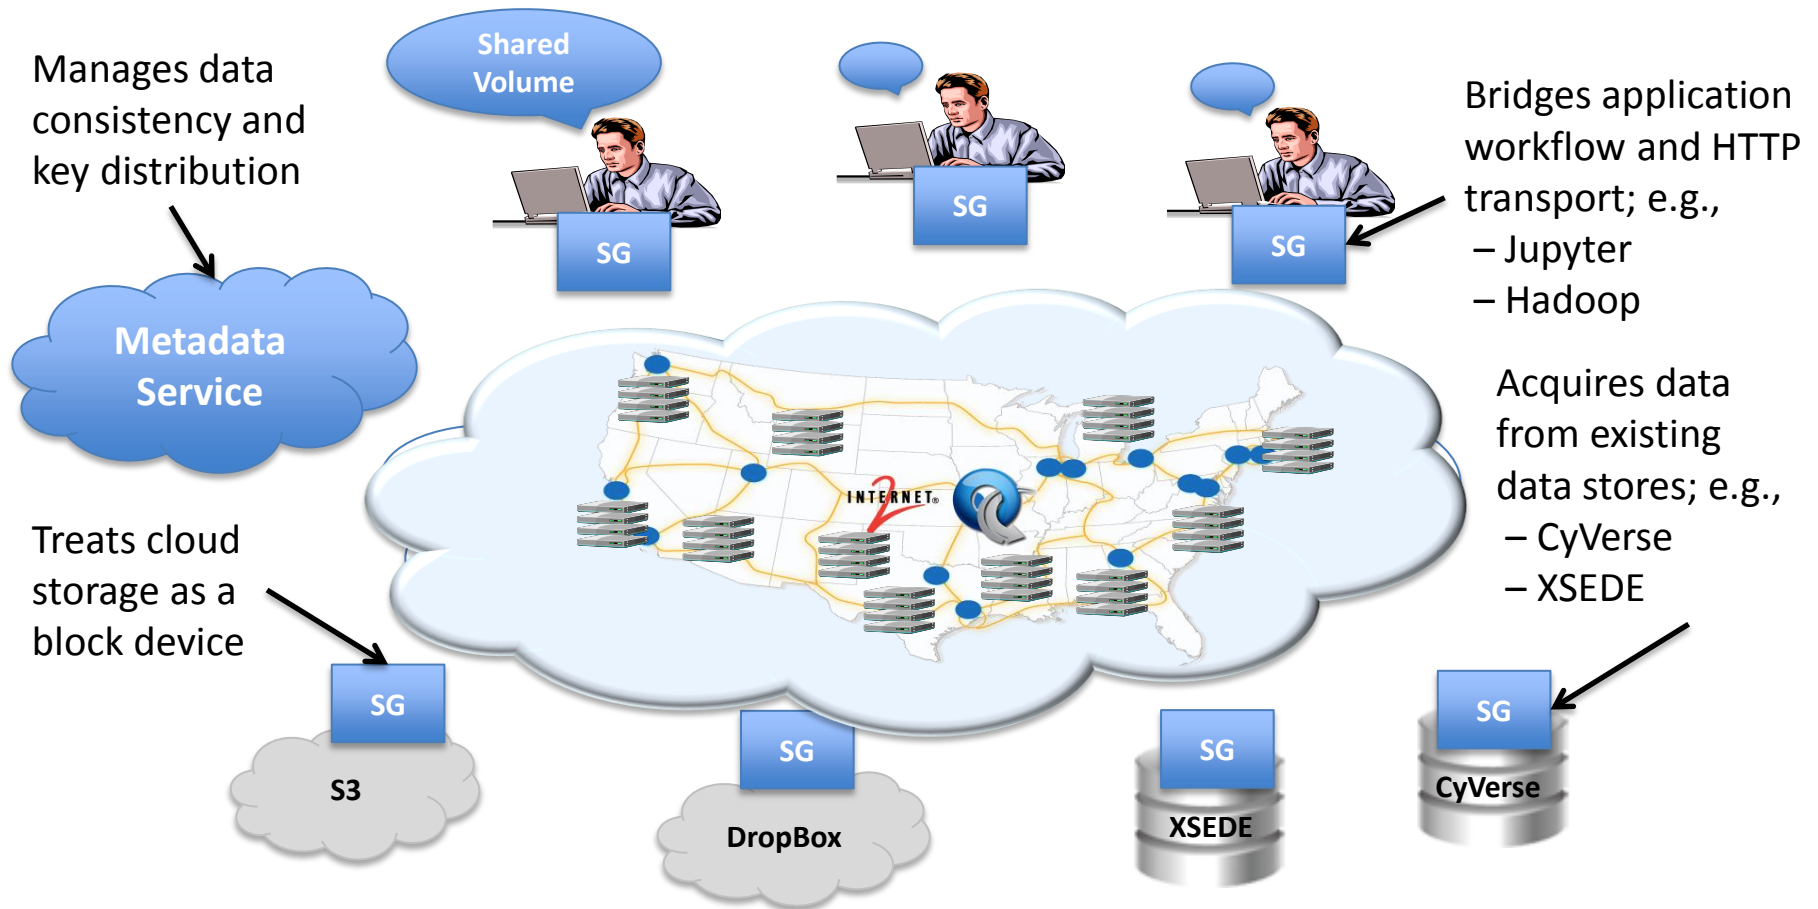 Shared
Volume
Manages data
consistency and
key distribution
Bridges application
workflow and HTTP
transport; e.g.,
– Jupyter
– Hadoop
SG
SG
SG
Metadata
Service
Acquires data
from existing
data stores; e.g.,
– CyVerse
– XSEDE
INTERNET®
2
Treats cloud
storage as a
block device
SG
S3
SG
DropBox
SG
XSEDE
SG
CyVerse